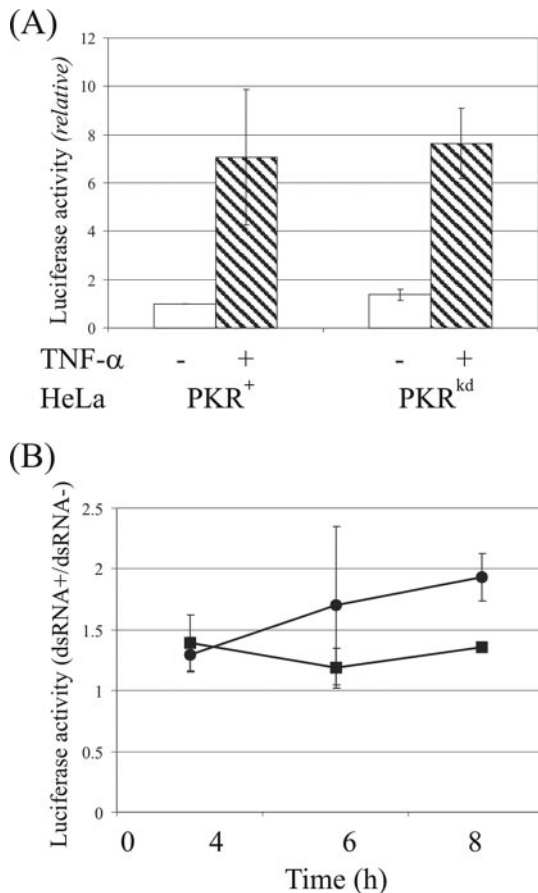 (A)
Luciferase activity (relative)
12
10
8
6
4
2
0
TNF-α - + - +
HeLa PKR⁺ PKRᵏᵈ
(B)
Luciferase activity (dsRNA+/dsRNA-)
2.5
2
1.5
1
0.5
0
0 4 6 8
Time (h)